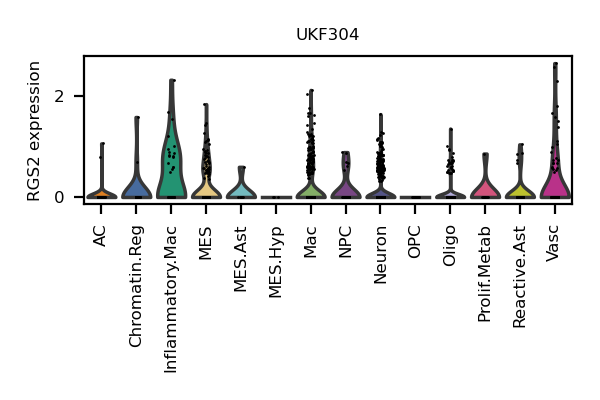 UKF304
RGS2 expression
2
0
AC
Chromatin.Reg
Inflammatory.Mac
MES
MES.Ast
MES.Hyp
Mac
NPC
Neuron
OPC
Oligo
Prolif.Metab
Reactive.Ast
Vasc